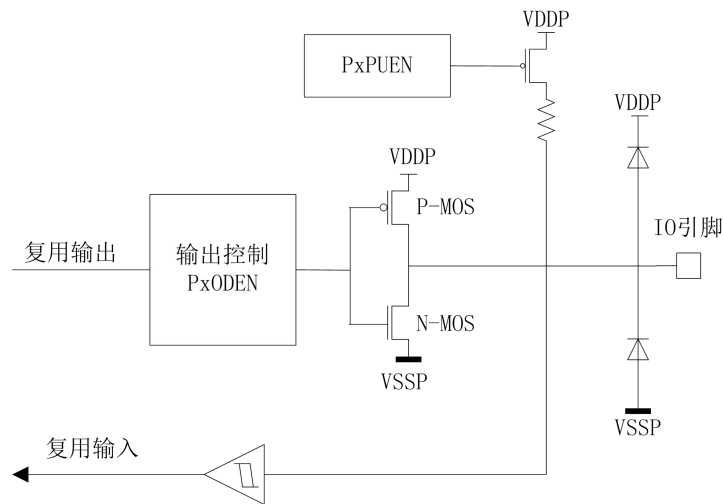 VDDP
PxPUEN
VDDP
VDDP
P-MOS
IO引脚
复用输出
输出控制
PxODEN
N-MOS
VSSP
VSSP
复用输入